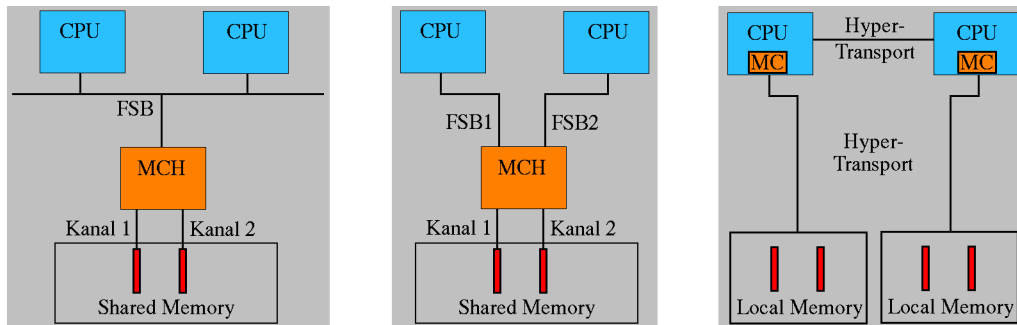 CPU
CPU
FSB
MCH
Kanal 1
Kanal 2
Shared Memory
CPU
CPU
FSB1
FSB2
MCH
Kanal 1
Kanal 2
Shared Memory
CPU
MC
Hyper-
Transport
CPU
MC
Hyper-
Transport
Local Memory
Local Memory